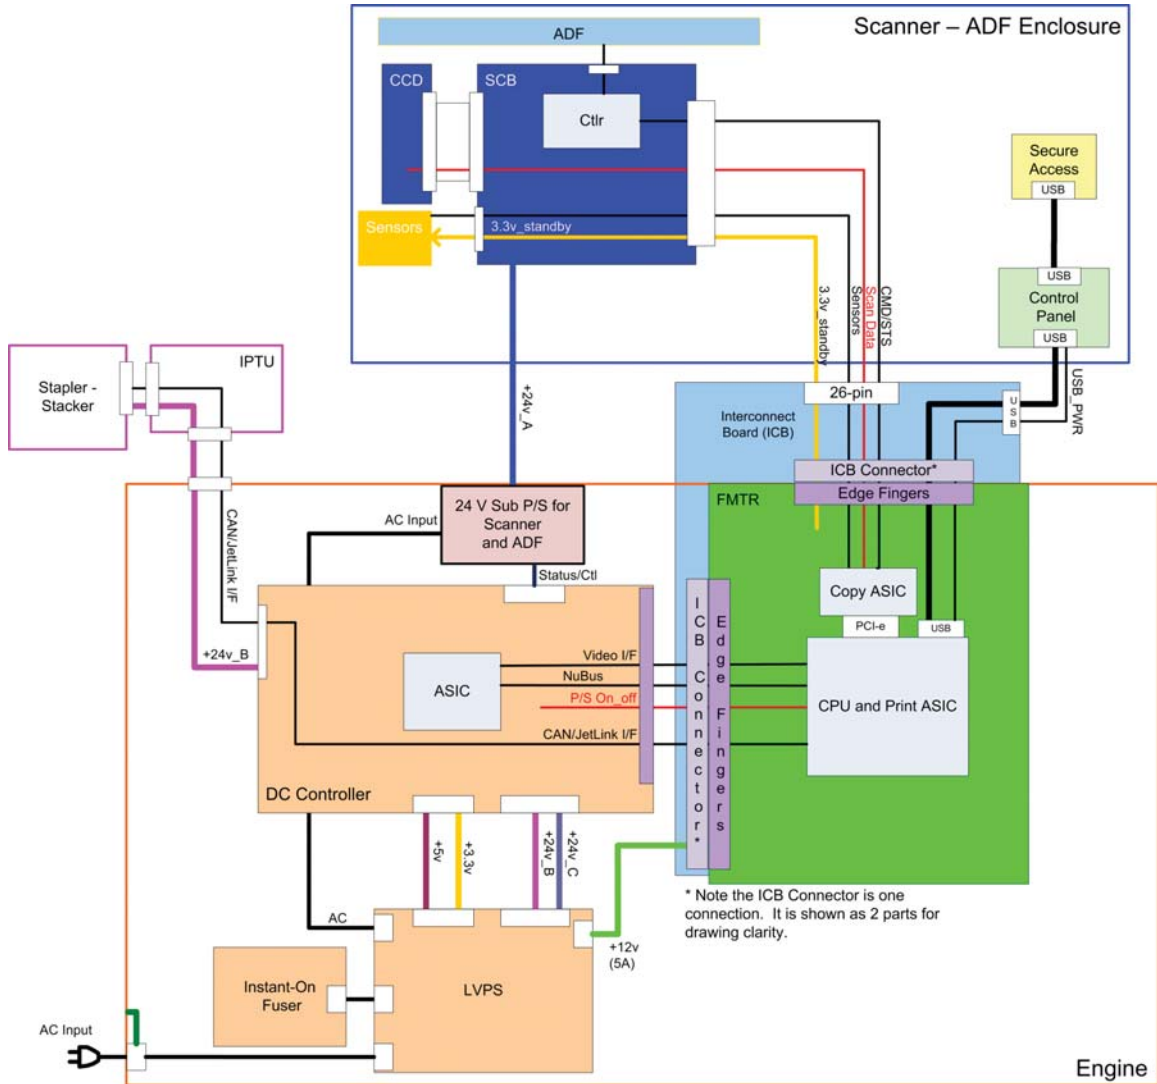 Scanner – ADF Enclosure
ADF
CCD
SCB
Ctlr
Secure
Access
USB
Sensors
3.3v_standby
USB
Control
Panel
USB
3.3v_standby
Sensors
Scan Data
CMD/STS
USB_PWR
IPTU
Stapler -
Stacker
+24v_A
26-pin
Interconnect
Board (ICB)
U
S
B
ICB Connector*
Edge Fingers
FMTR
24 V Sub P/S for
Scanner
and ADF
AC Input
Status/Ctl
CAN/JetLink I/F
+24v_B
Copy ASIC
PCI-e
USB
CPU and Print ASIC
ICB Connector*
Edge Fingers
Video I/F
NuBus
P/S On_off
CAN/JetLink I/F
ASIC
DC Controller
+5v
+3.3v
+24v_B
+24v_C
* Note the ICB Connector is one
connection. It is shown as 2 parts for
drawing clarity.
AC
+12v
(5A)
LVPS
Instant-On
Fuser
AC Input
Engine